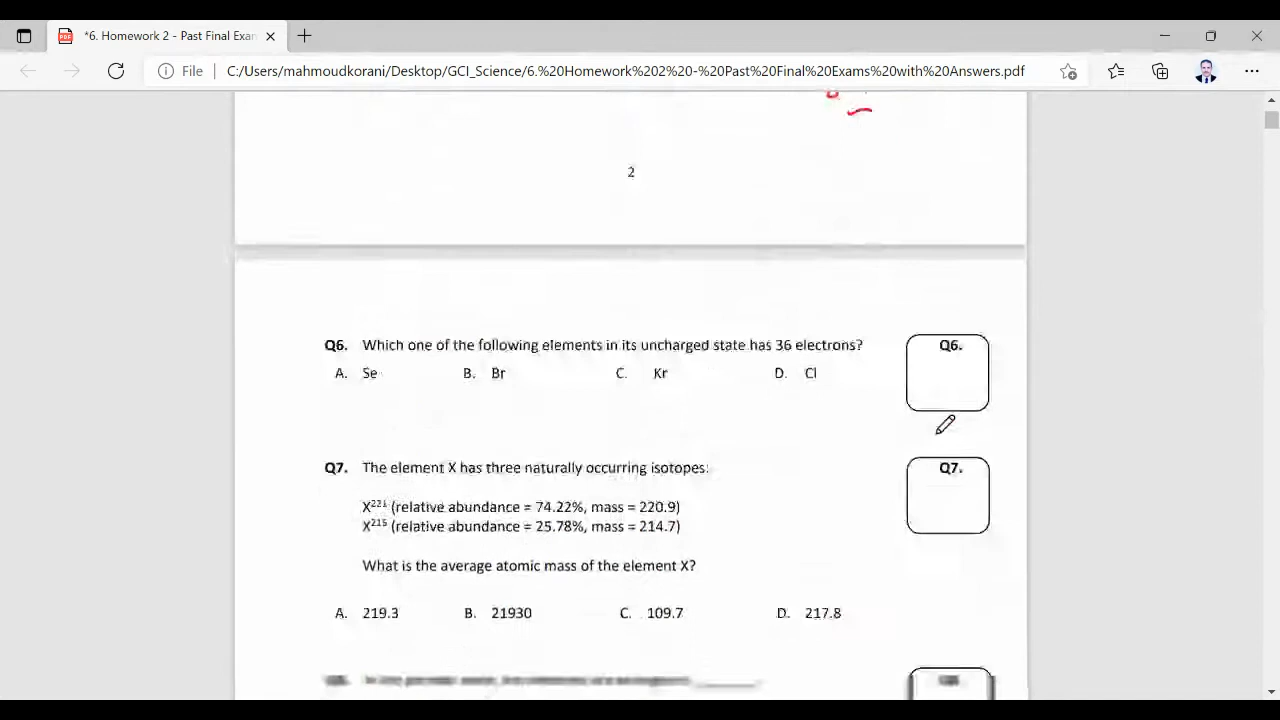 *6. Homework 2 - Past Final Exan
File C:/Users/mahmoudkorani/Desktop/GCI_Science/6.%20Homework%202%20-%20Past%20Final%20Exams%20with%20Answers.pdf
2
Q6. Which one of the following elements in its uncharged state has 36 electrons? Q6.
A. Se B. Br C. Kr D. Cl
Q7. The element X has three naturally occurring isotopes: Q7.
X²²¹ (relative abundance = 74.22%, mass = 220.9)
X²¹⁵ (relative abundance = 25.78%, mass = 214.7)
What is the average atomic mass of the element X?
A. 219.3 B. 21930 C. 109.7 D. 217.8